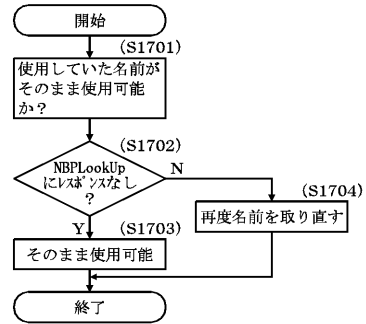 開始
(S1701)
使用していた名前が
そのまま使用可能
か？
(S1702)
NBPLookUp
にﾚｽﾎﾟﾝｽなし
？
N
(S1704)
再度名前を取り直す
Y
(S1703)
そのまま使用可能
終了